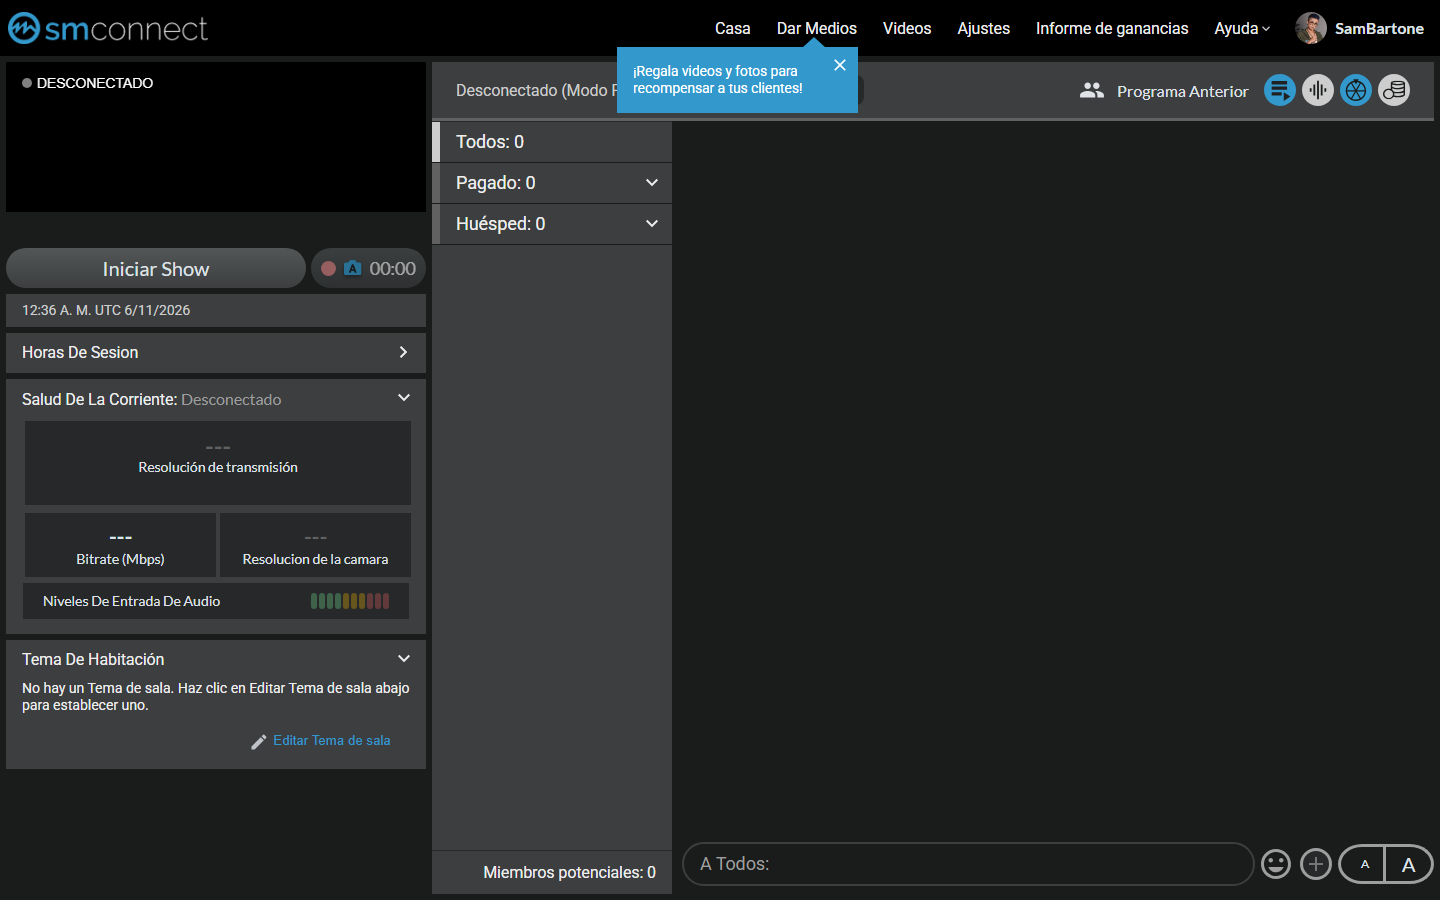 smconnect
Casa
Dar Medios
Videos
Ajustes
Informe de ganancias
Ayuda
SamBartone
DESCONECTADO
¡Regala videos y fotos para
recompensar a tus clientes!
Desconectado (Modo
Programa Anterior
Todos: 0
Pagado: 0
Huésped: 0
Iniciar Show
A 00:00
12:36 A. M. UTC 6/11/2026
Horas De Sesion
Salud De La Corriente: Desconectado
---
Resolución de transmisión
---
Bitrate (Mbps)
---
Resolucion de la camara
Niveles De Entrada De Audio
Tema De Habitación
No hay un Tema de sala. Haz clic en Editar Tema de sala abajo
para establecer uno.
Editar Tema de sala
Miembros potenciales: 0
A Todos:
A
A